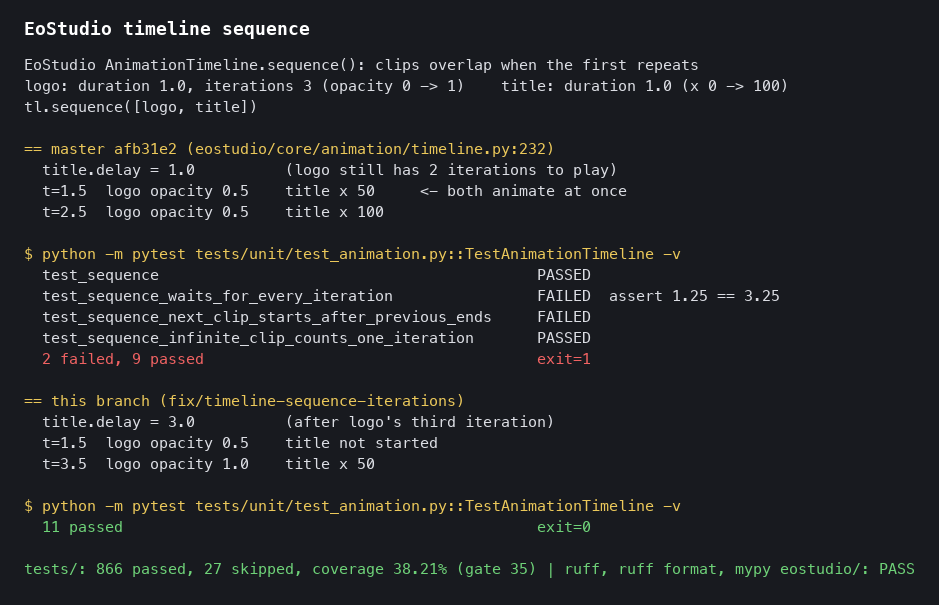 EoStudio timeline sequence
EoStudio AnimationTimeline.sequence(): clips overlap when the first repeats
logo: duration 1.0, iterations 3 (opacity 0 -> 1)    title: duration 1.0 (x 0 -> 100)
tl.sequence([logo, title])
== master afb31e2 (eostudio/core/animation/timeline.py:232)
  title.delay = 1.0          (logo still has 2 iterations to play)
  t=1.5  logo opacity 0.5    title x 50     <- both animate at once
  t=2.5  logo opacity 0.5    title x 100
$ python -m pytest tests/unit/test_animation.py::TestAnimationTimeline -v
  test_sequence                                          PASSED
  test_sequence_waits_for_every_iteration                FAILED  assert 1.25 == 3.25
  test_sequence_next_clip_starts_after_previous_ends     FAILED
  test_sequence_infinite_clip_counts_one_iteration       PASSED
  2 failed, 9 passed                                     exit=1
== this branch (fix/timeline-sequence-iterations)
  title.delay = 3.0          (after logo's third iteration)
  t=1.5  logo opacity 0.5    title not started
  t=3.5  logo opacity 1.0    title x 50
$ python -m pytest tests/unit/test_animation.py::TestAnimationTimeline -v
  11 passed                                              exit=0
tests/: 866 passed, 27 skipped, coverage 38.21% (gate 35) | ruff, ruff format, mypy eostudio/: PASS